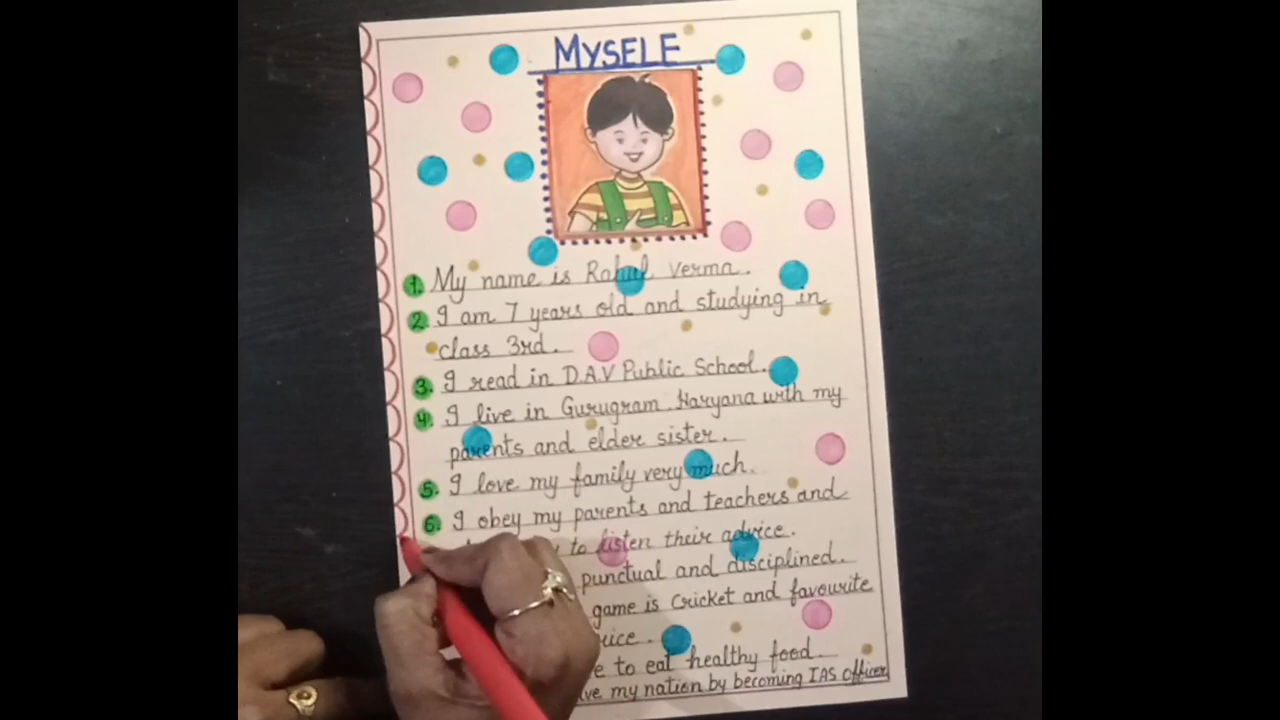 MYSELF
1. My name is Rahul Verma.
2. I am 7 years old and studying in
class 3rd.
3. I read in D.A.V Public School.
4. I live in Gurugram, Haryana with my
parents and elder sister.
5. I love my family very much.
6. I obey my parents and teachers and
to listen their advice.
punctual and disciplined.
game is Cricket and favourite
to eat healthy food.
my nation by becoming IAS Officer